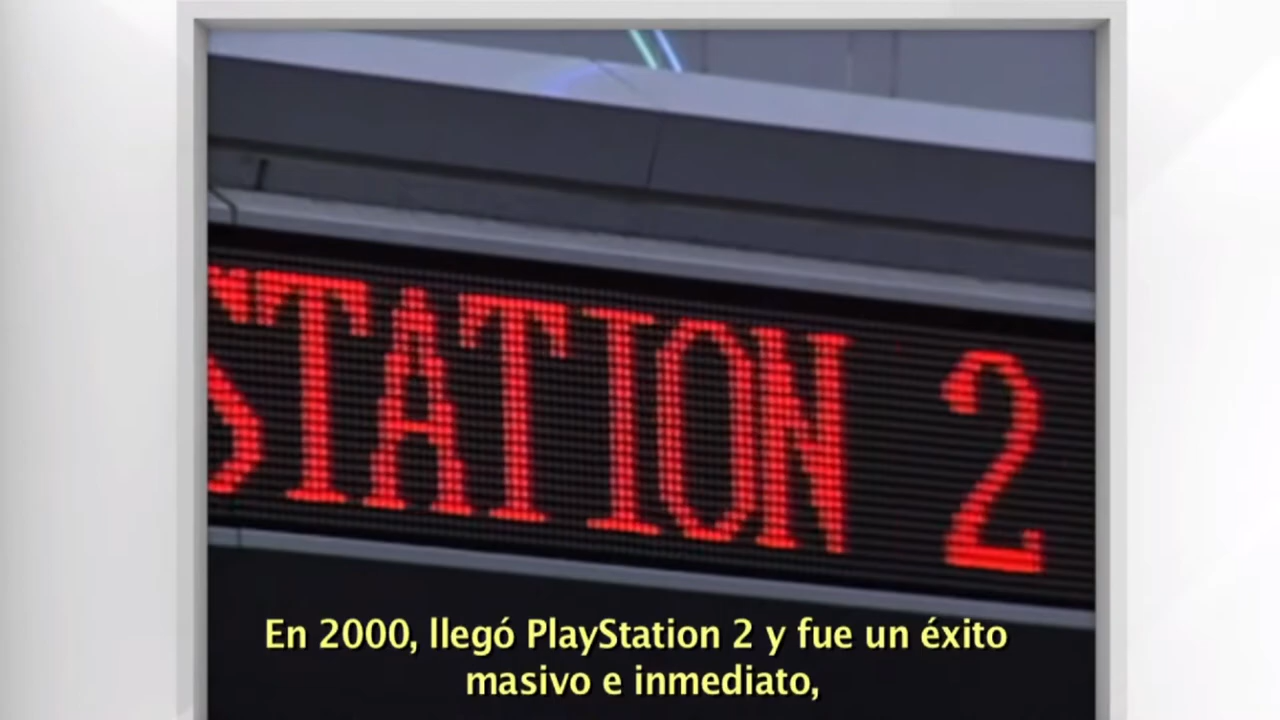 STATION 2
En 2000, llegó PlayStation 2 y fue un éxito
masivo e inmediato,